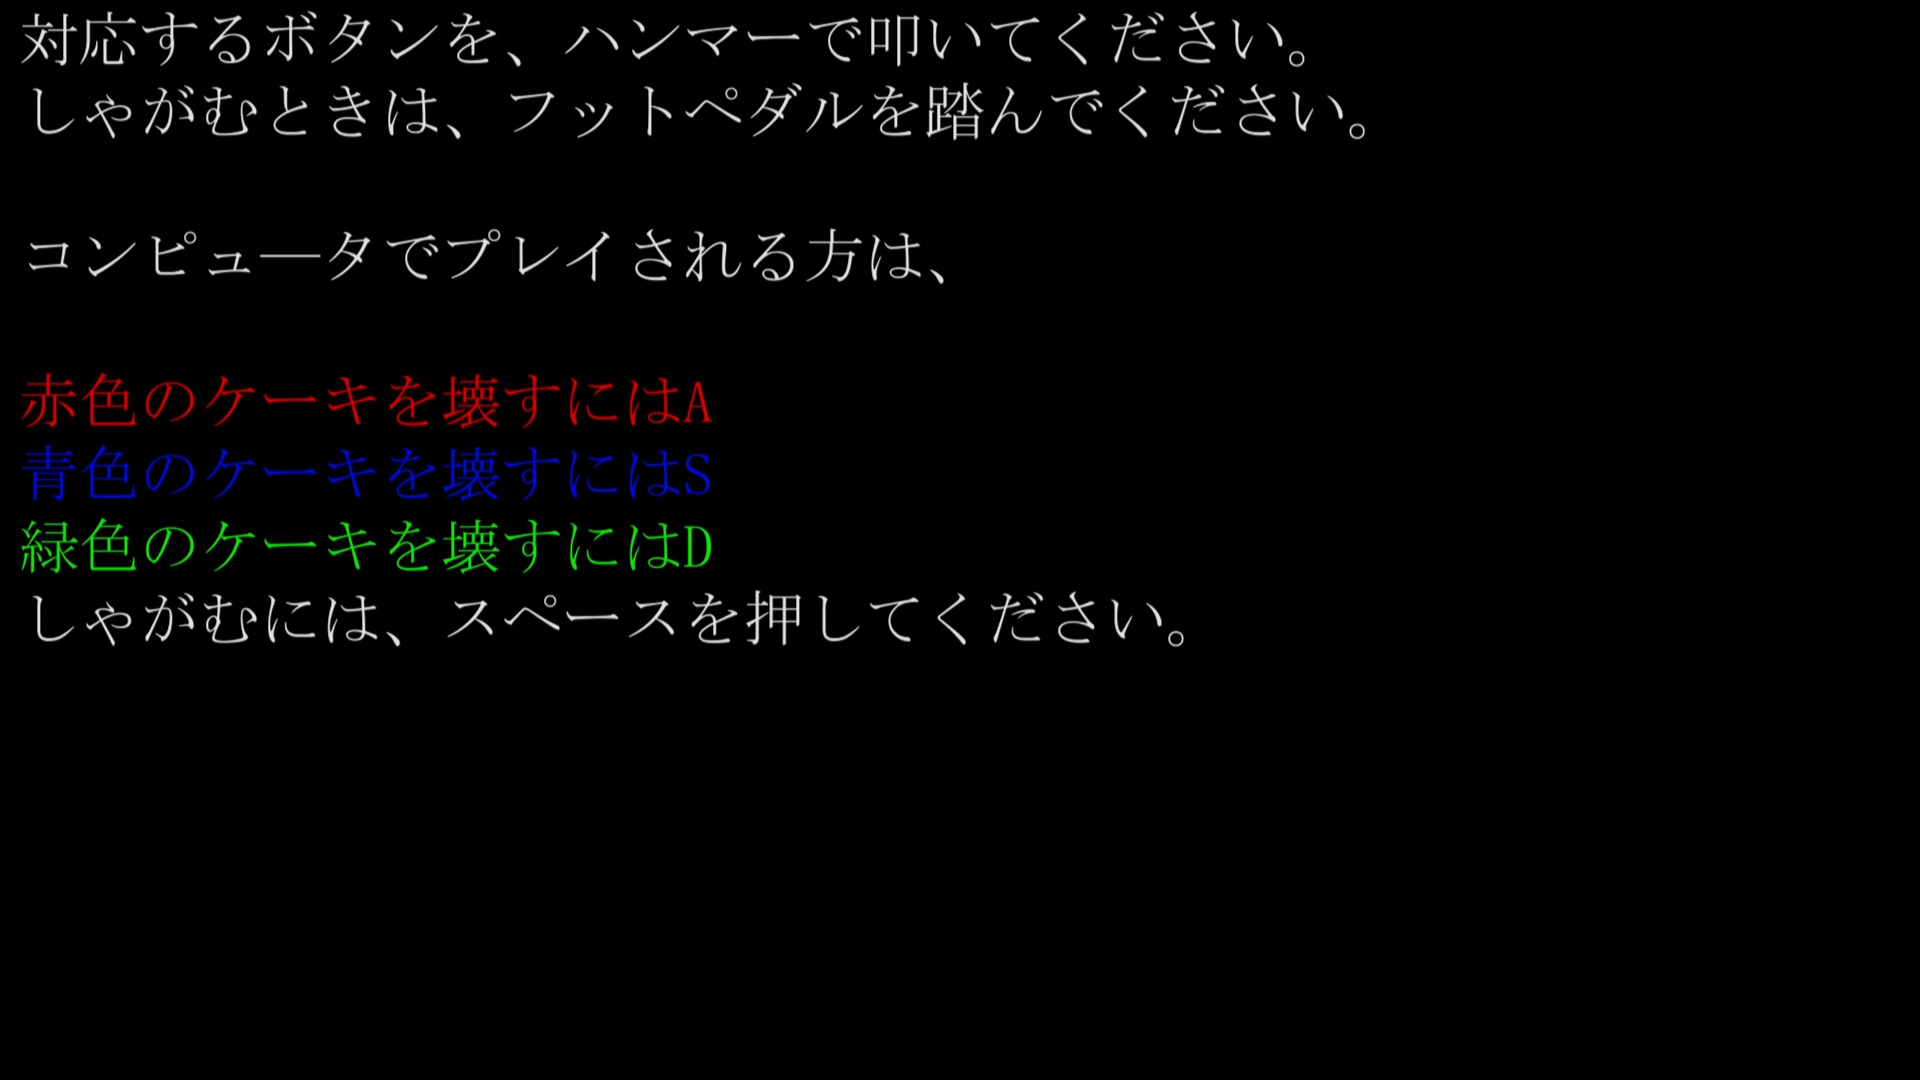 対応するボタンを、ハンマーで叩いてください。
しゃがむときは、フットペダルを踏んでください。
コンピュ―タでプレイされる方は、
赤色のケーキを壊すにはA
青色のケーキを壊すにはS
緑色のケーキを壊すにはD
しゃがむには、スペースを押してください。